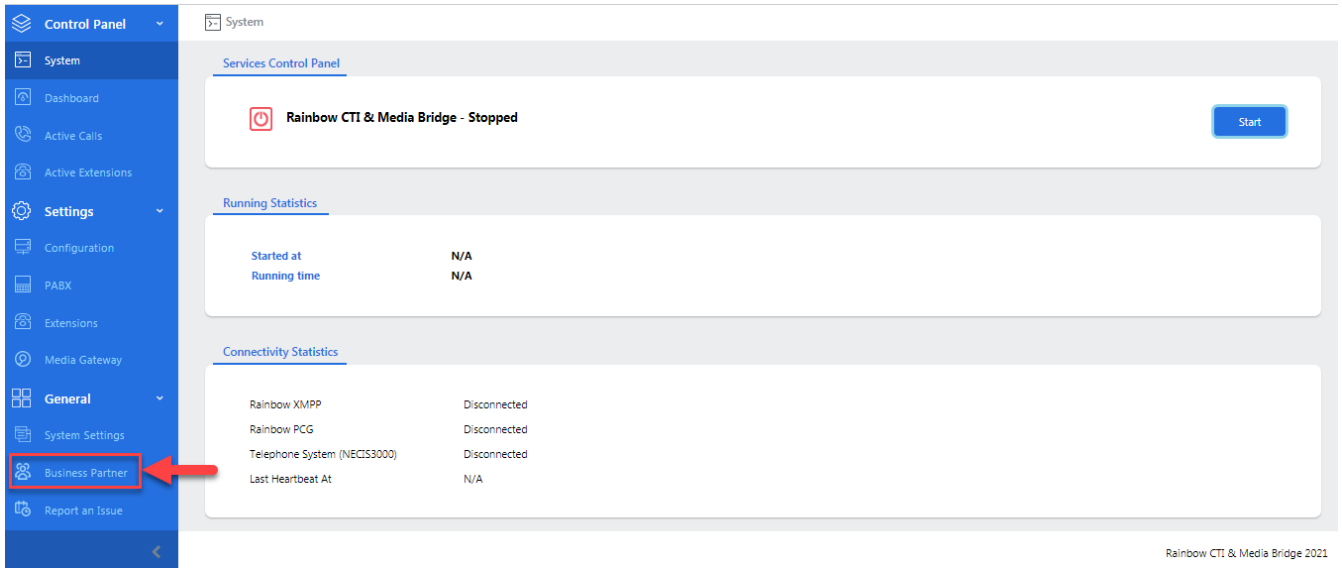 Control Panel
System
Dashboard
Active Calls
Active Extensions
Settings
Configuration
PABX
Extensions
Media Gateway
General
System Settings
Business Partner
Report an Issue
System
Services Control Panel
Rainbow CTI & Media Bridge - Stopped
Start
Running Statistics
Started at N/A
Running time N/A
Connectivity Statistics
Rainbow XMPP Disconnected
Rainbow PCG Disconnected
Telephone System (NECIS3000) Disconnected
Last Heartbeat At N/A
Rainbow CTI & Media Bridge 2021